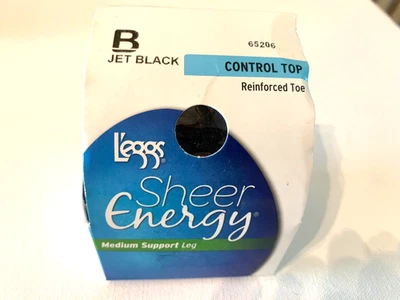 B
65206
JET BLACK
CONTROL TOP
Reinforced Toe
L'eggs
Sheer
Energy®
Medium Support Leg